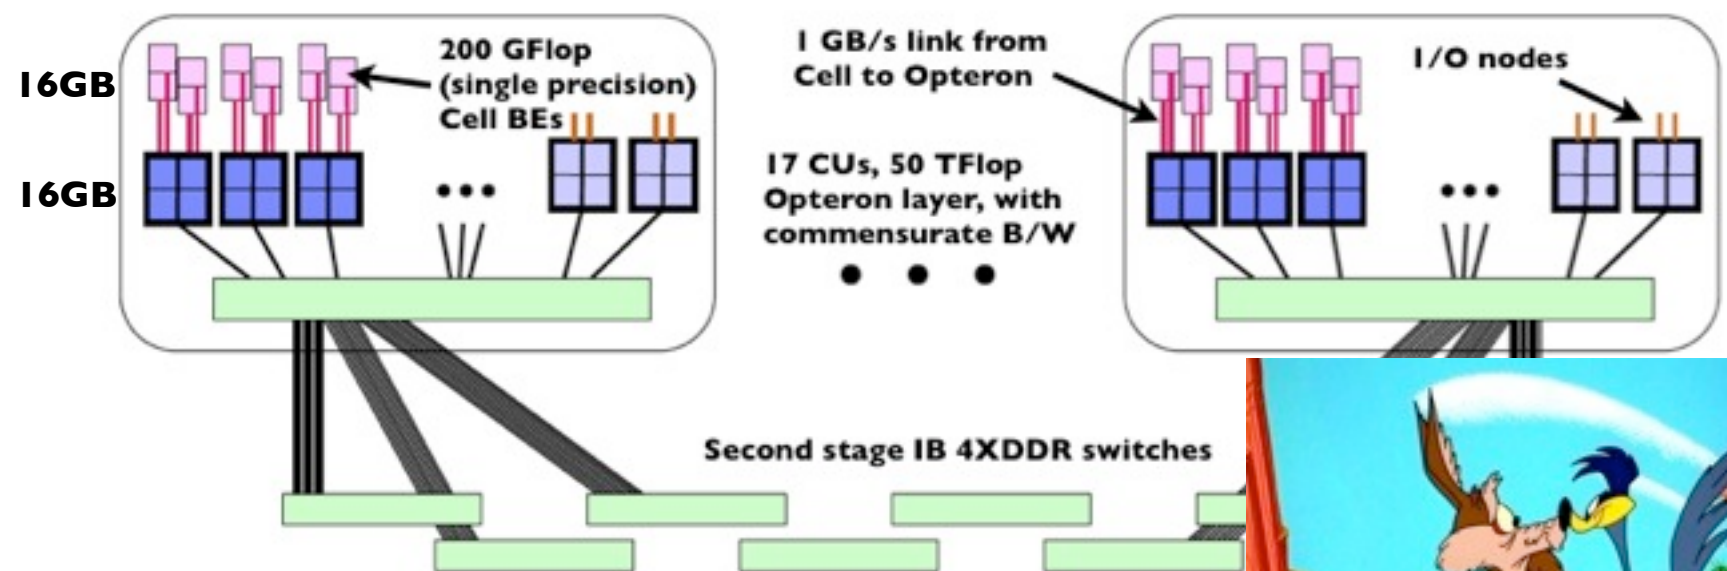 16GB
16GB
200 GFlop
(single precision)
Cell BEs
1 GB/s link from
Cell to Opteron
17 CUs, 50 TFlop
Opteron layer, with
commensurate B/W
I/O nodes
Second stage IB 4XDDR switches